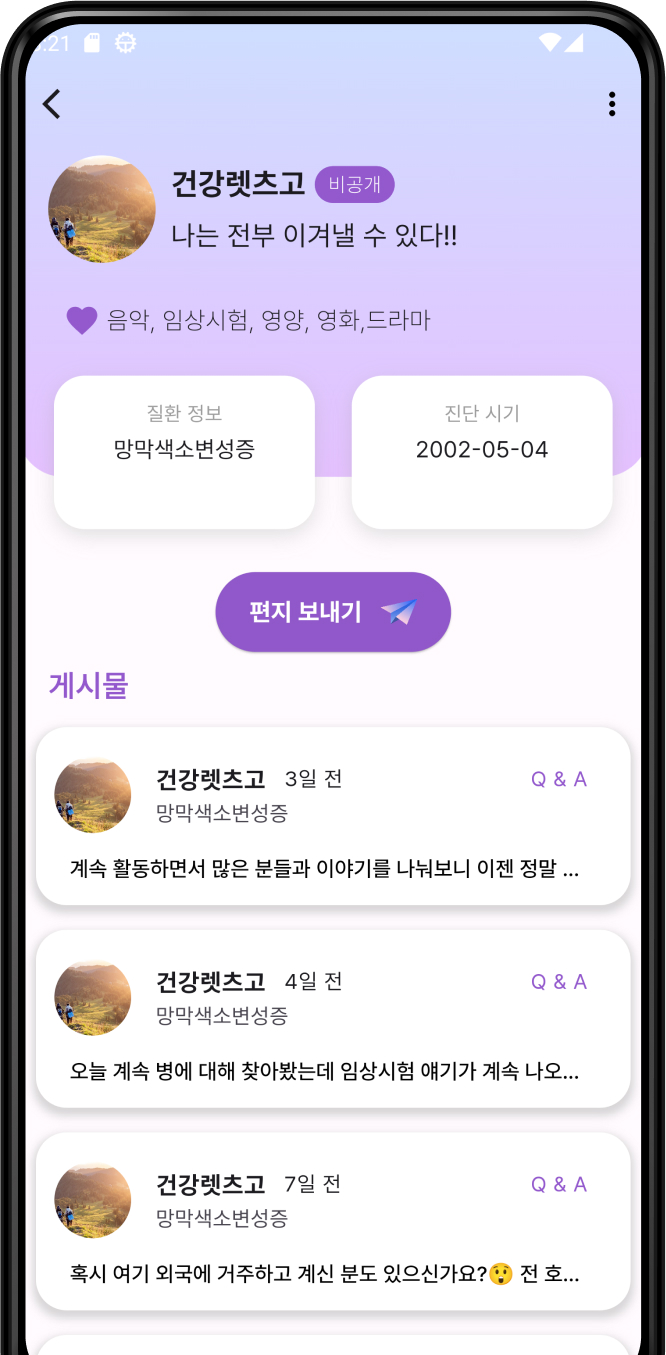 :21
건강렛츠고 비공개
나는 전부 이겨낼 수 있다!!
음악, 임상시험, 영양, 영화,드라마
질환 정보 진단 시기
망막색소변성증 2002-05-04
편지 보내기
게시물
건강렛츠고 3일 전 Q & A
망막색소변성증
계속 활동하면서 많은 분들과 이야기를 나눠보니 이젠 정말 ...
건강렛츠고 4일 전 Q & A
망막색소변성증
오늘 계속 병에 대해 찾아봤는데 임상시험 얘기가 계속 나오...
건강렛츠고 7일 전 Q & A
망막색소변성증
혹시 여기 외국에 거주하고 계신 분도 있으신가요?😲 전 호...